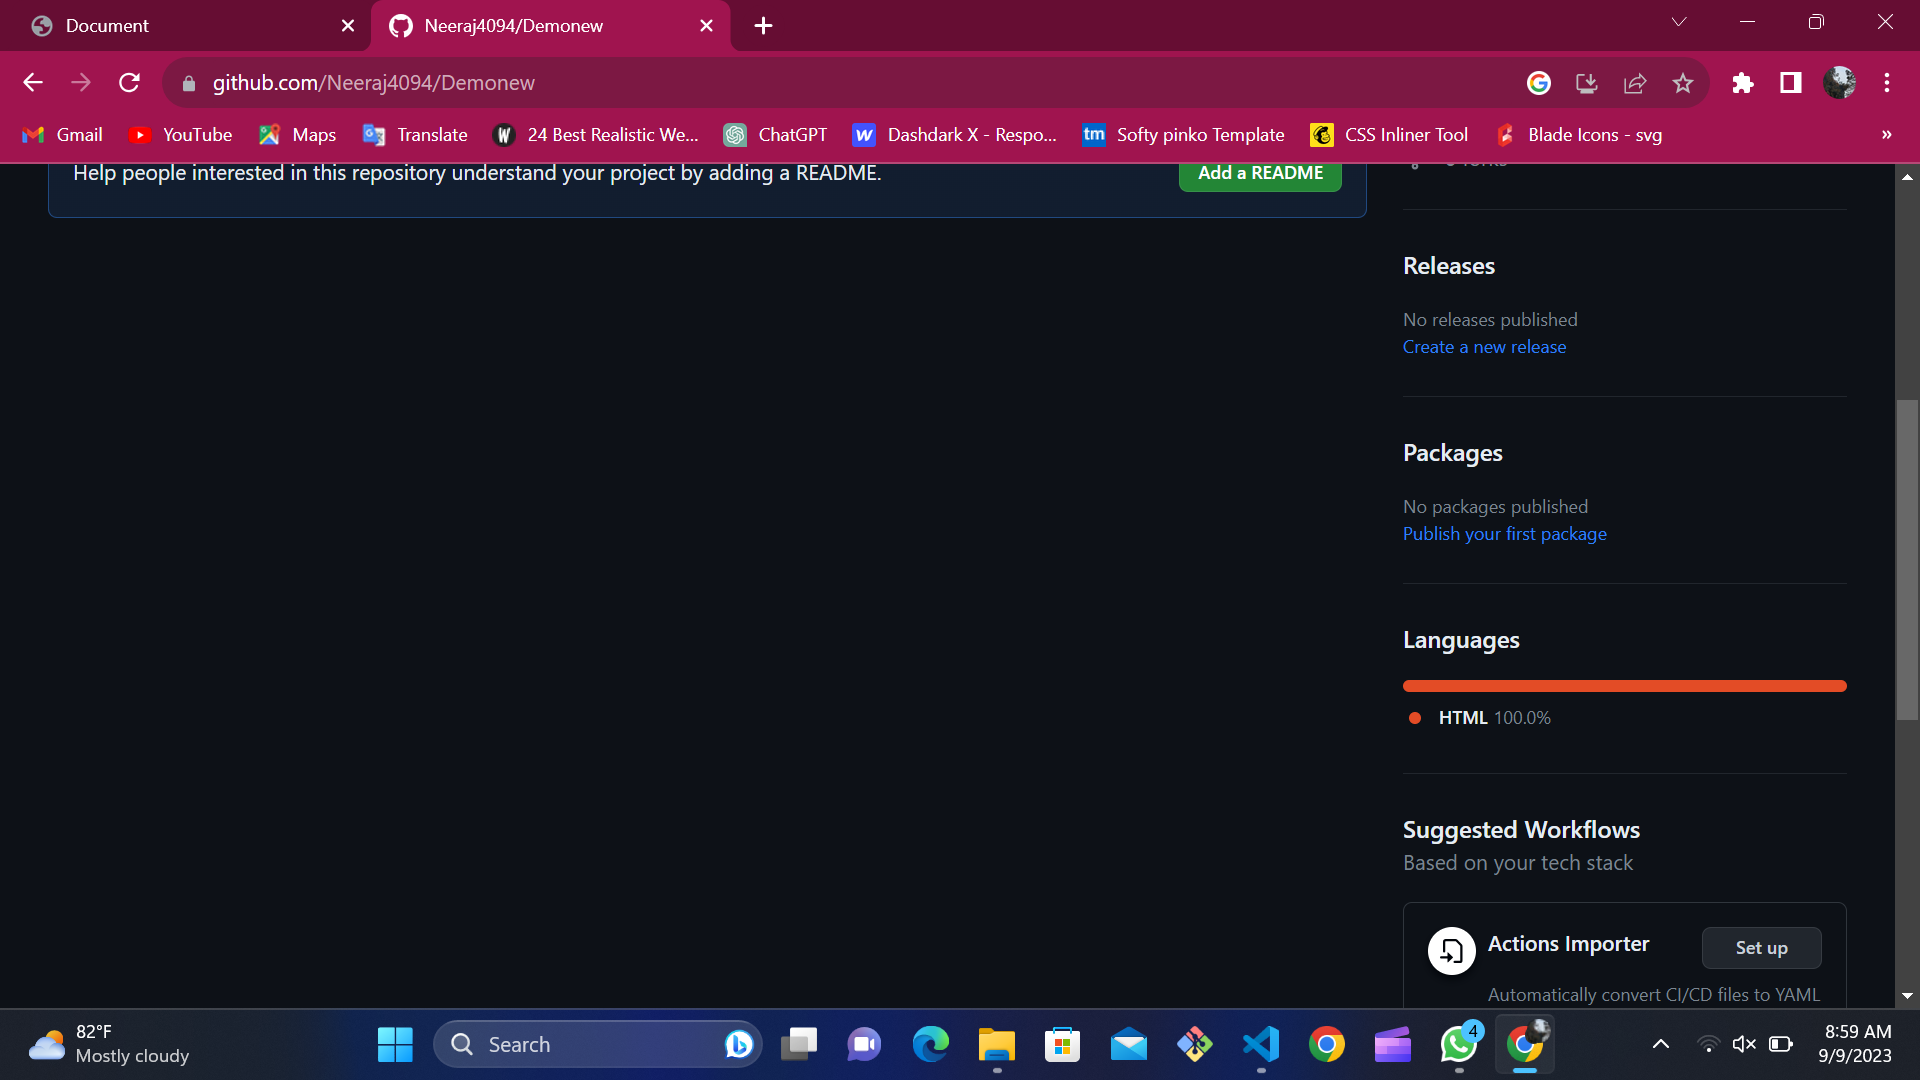 Document
Neeraj4094/Demonew
github.com/Neeraj4094/Demonew
Gmail
YouTube
Maps
Translate
24 Best Realistic We...
ChatGPT
Dashdark X - Respo...
Softy pinko Template
CSS Inliner Tool
Blade Icons - svg
»
Help people interested in this repository understand your project by adding a README.
Add a README
Releases
No releases published
Create a new release
Packages
No packages published
Publish your first package
Languages
HTML 100.0%
Suggested Workflows
Based on your tech stack
Actions Importer
Set up
Automatically convert CI/CD files to YAML
82°F
Mostly cloudy
Search
4
8:59 AM
9/9/2023